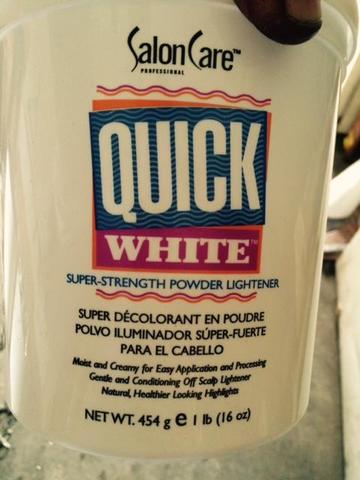 Salon Care™
PROFESSIONAL
QUICK
WHITE™
SUPER-STRENGTH POWDER LIGHTENER
SUPER DÉCOLORANT EN POUDRE
POLVO ILUMINADOR SÚPER-FUERTE
PARA EL CABELLO
Moist and Creamy for Easy Application and Processing
Gentle and Conditioning Off Scalp Lightener
Natural, Healthier Looking Highlights
NET WT. 454 g e 1 lb (16 oz)